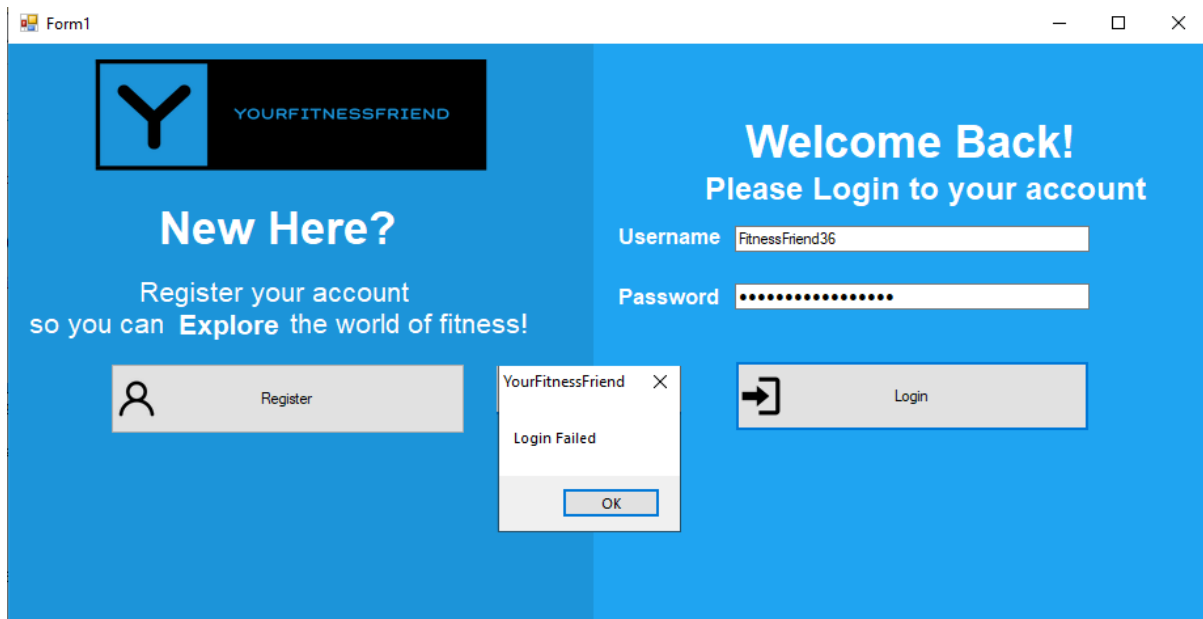 Form1
Y
YOURFITNESSFRIEND
New Here?
Register your account
so you can Explore the world of fitness!
Register
Welcome Back!
Please Login to your account
Username FitnessFriend36
Password •••••••••••••••••
Login
YourFitnessFriend
Login Failed
OK